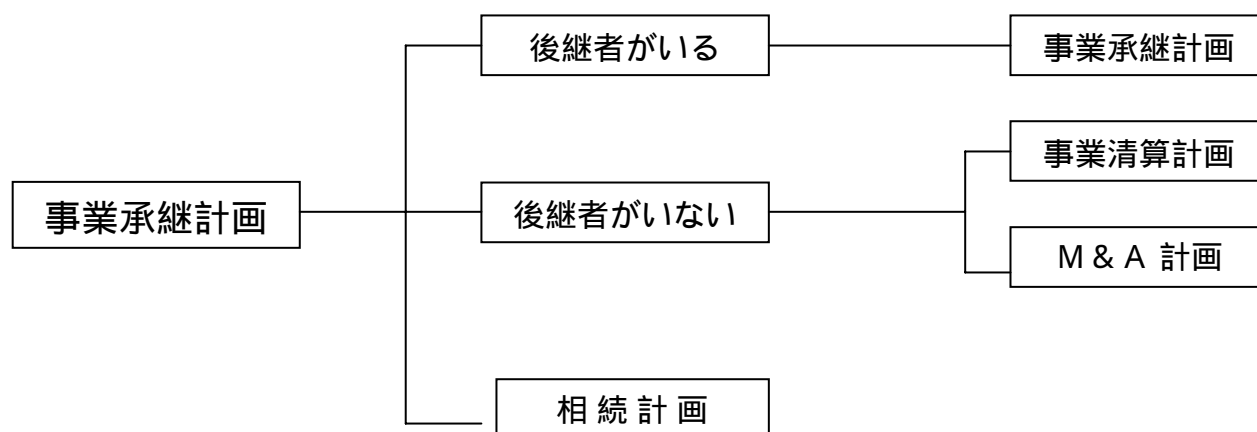 後継者がいる
事業承継計画
事業清算計画
事業承継計画
後継者がいない
M & A 計画
相 続 計 画